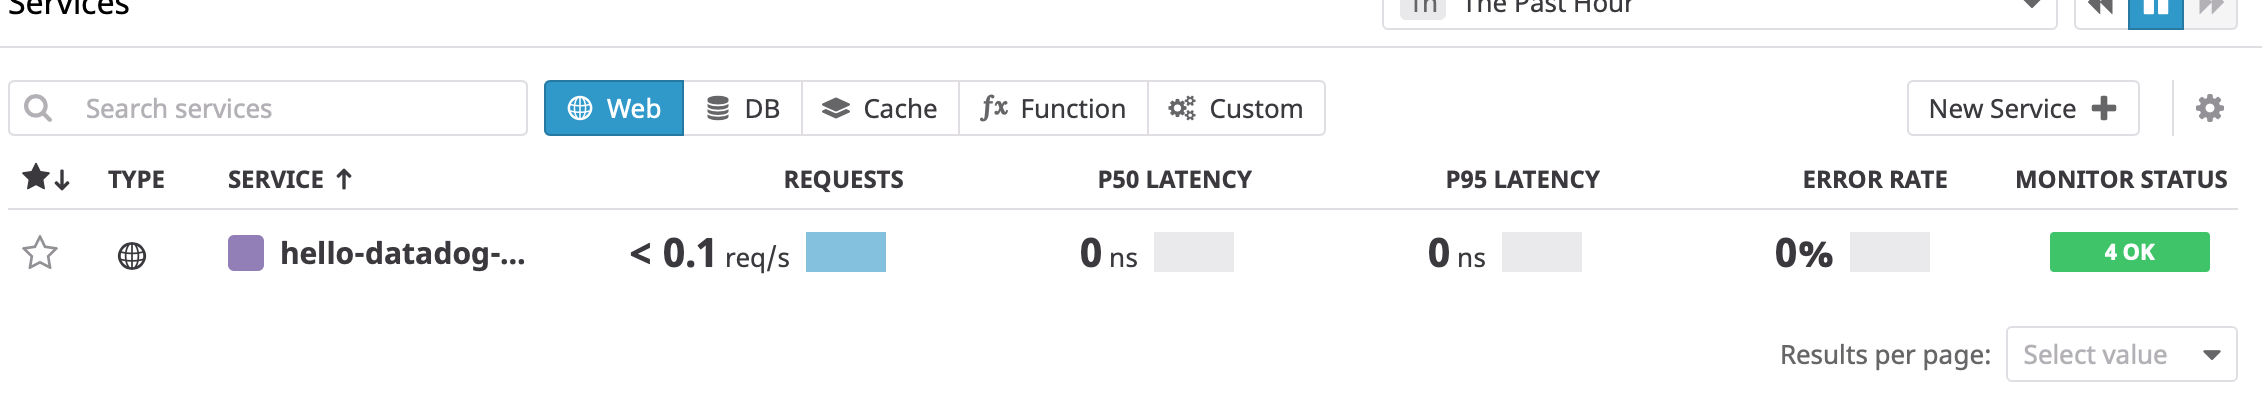 Services
1h The Past Hour
Search services Web DB Cache fx Function Custom New Service
TYPE SERVICE REQUESTS P50 LATENCY P95 LATENCY ERROR RATE MONITOR STATUS
hello-datadog-... < 0.1 req/s 0 ns 0 ns 0% 4 OK
Results per page: Select value